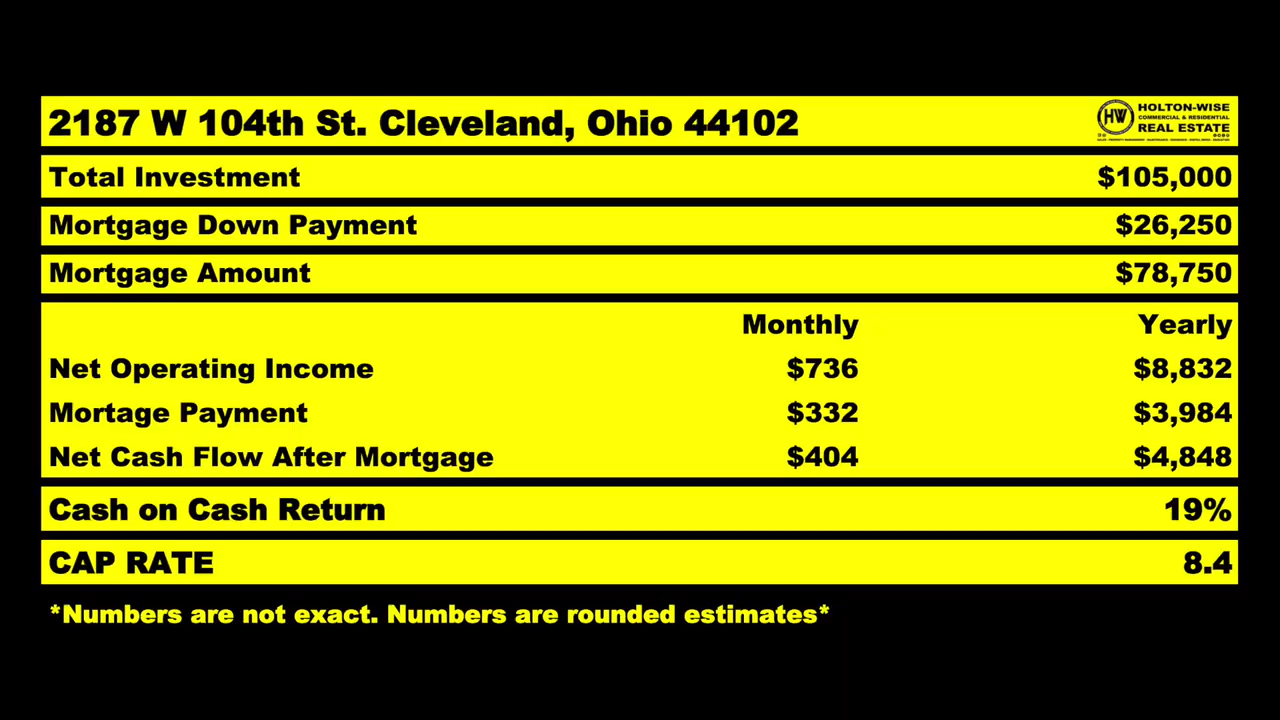 2187 W 104th St. Cleveland, Ohio 44102
HW
HOLTON-WISE
COMMERCIAL & RESIDENTIAL
REAL ESTATE
Total Investment $105,000
Mortgage Down Payment $26,250
Mortgage Amount $78,750
Monthly Yearly
Net Operating Income $736 $8,832
Mortage Payment $332 $3,984
Net Cash Flow After Mortgage $404 $4,848
Cash on Cash Return 19%
CAP RATE 8.4
*Numbers are not exact. Numbers are rounded estimates*